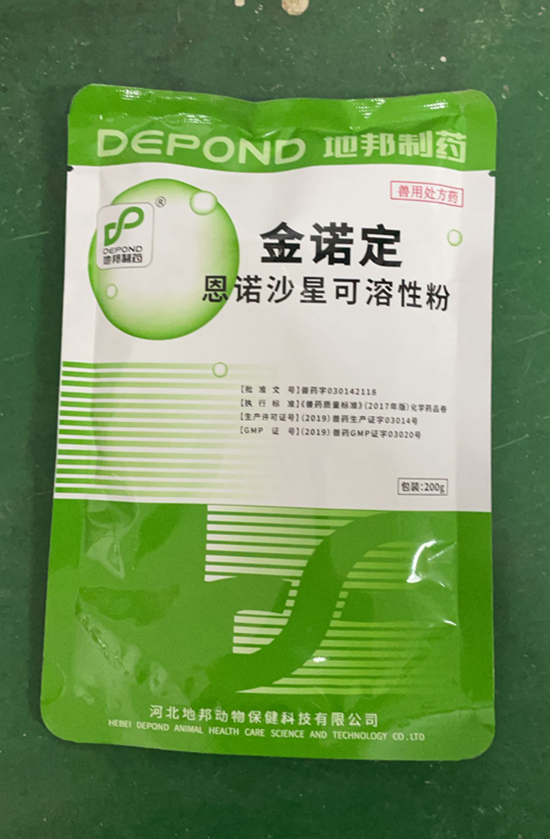 DEPOND 地邦制药
兽用处方药
®
DEPOND
地邦制药
金诺定
恩诺沙星可溶性粉
【批准文号】兽药字030142118
【执行标准】《兽药质量标准》(2017年版)化学药品卷
【生产许可证号】(2019)兽药生产证字03014号
【GMP 证号】(2019)兽药GMP证字03020号
包装:200g
河北地邦动物保健科技有限公司
HEBEI DEPOND ANIMAL HEALTH CARE SCIENCE AND TECHNOLOGY CO.LTD